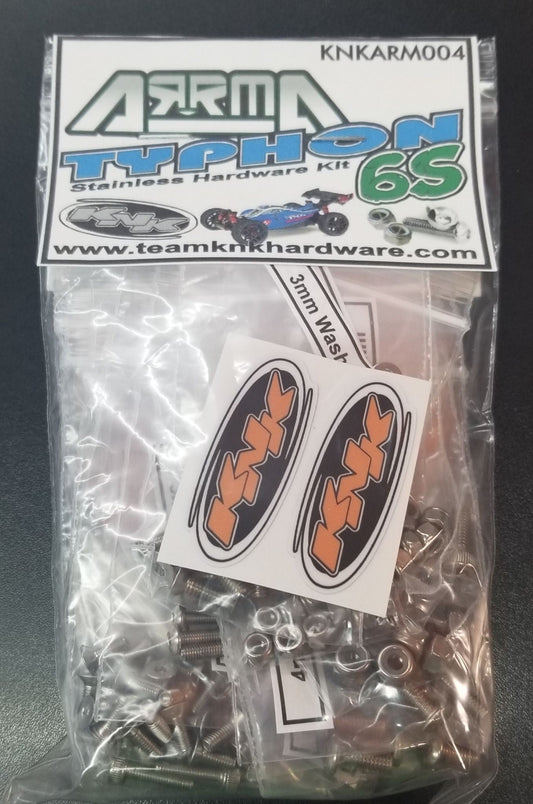 KNKARM004
ARRMA
TYPHON
Stainless Hardware Kit
6S
KNK
www.teamknkhardware.com
3mm Wash
KNK
KNK